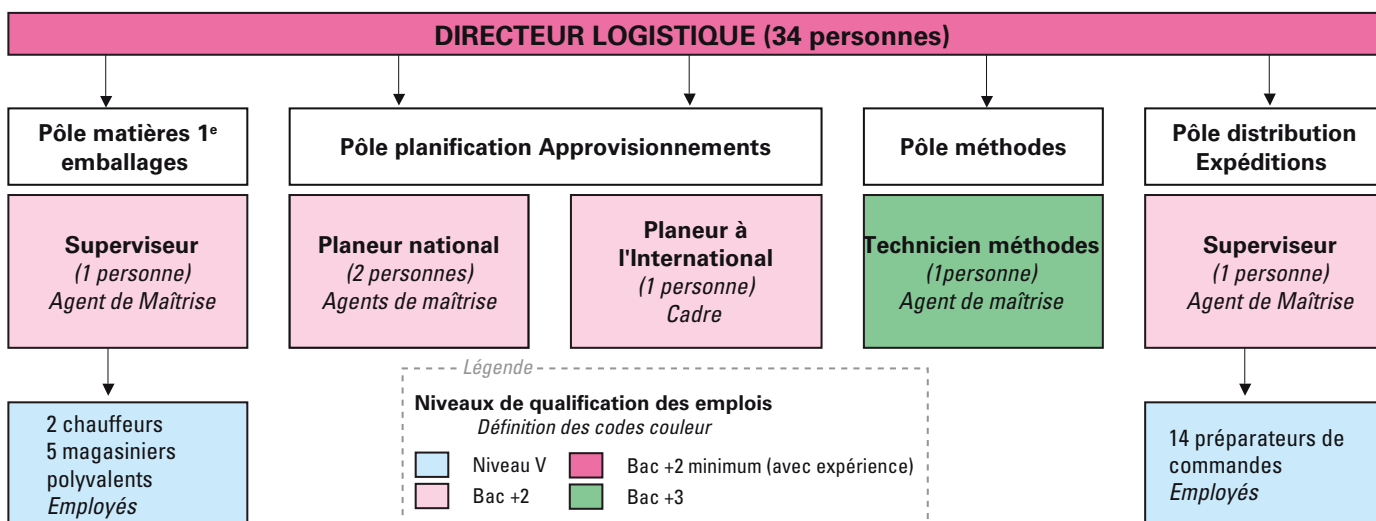 DIRECTEUR LOGISTIQUE (34 personnes)
Pôle matières 1e
emballages
Pôle planification Approvisionnements
Pôle méthodes
Pôle distribution
Expéditions
Superviseur
(1 personne)
Agent de Maîtrise
Planeur national
(2 personnes)
Agents de maîtrise
Planeur à
l'International
(1 personne)
Cadre
Technicien méthodes
(1personne)
Agent de maîtrise
Superviseur
(1 personne)
Agent de Maîtrise
2 chauffeurs
5 magasiniers
polyvalents
Employés
Légende
Niveaux de qualification des emplois
Définition des codes couleur
Niveau V
Bac +2 minimum (avec expérience)
Bac +2
Bac +3
14 préparateurs de
commandes
Employés